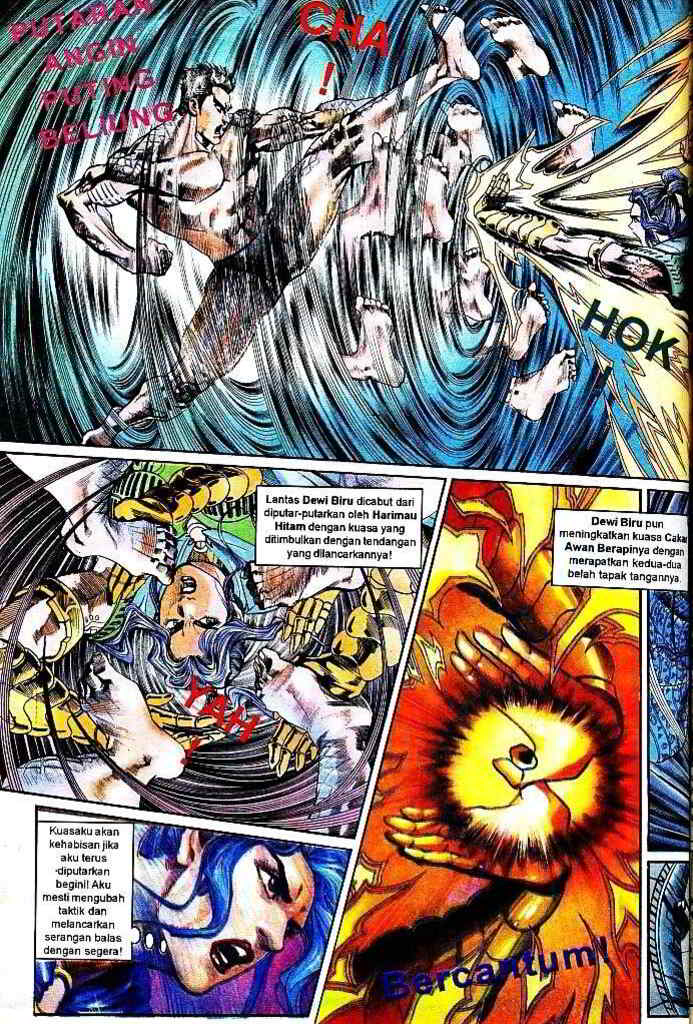 PUTARAN
ANGIN
PUTING
BELIUNG
CHA
!
HOK
!
Lantas Dewi Biru dicabut dari
diputar-putarkan oleh Harimau
Hitam dengan kuasa yang
ditimbulkan dengan tendangan
yang dilancarkannya!
Dewi Biru pun
meningkatkan kuasa Cakar
Awan Berapinya dengan
merapatkan kedua-dua
belah tapak tangannya.
YAH
!
Kuasaku akan
kehabisan jika
aku terus
-diputarkan
begini! Aku
mesti mengubah
taktik dan
melancarkan
serangan balas
dengan segera!
Bercantum!